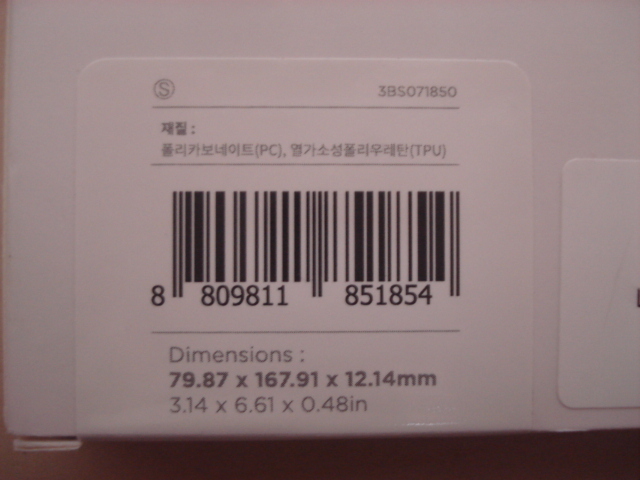 Ⓢ 3BS071850
재질 :
폴리카보네이트(PC), 열가소성폴리우레탄(TPU)
8 809811 851854
Dimensions :
79.87 x 167.91 x 12.14mm
3.14 x 6.61 x 0.48in